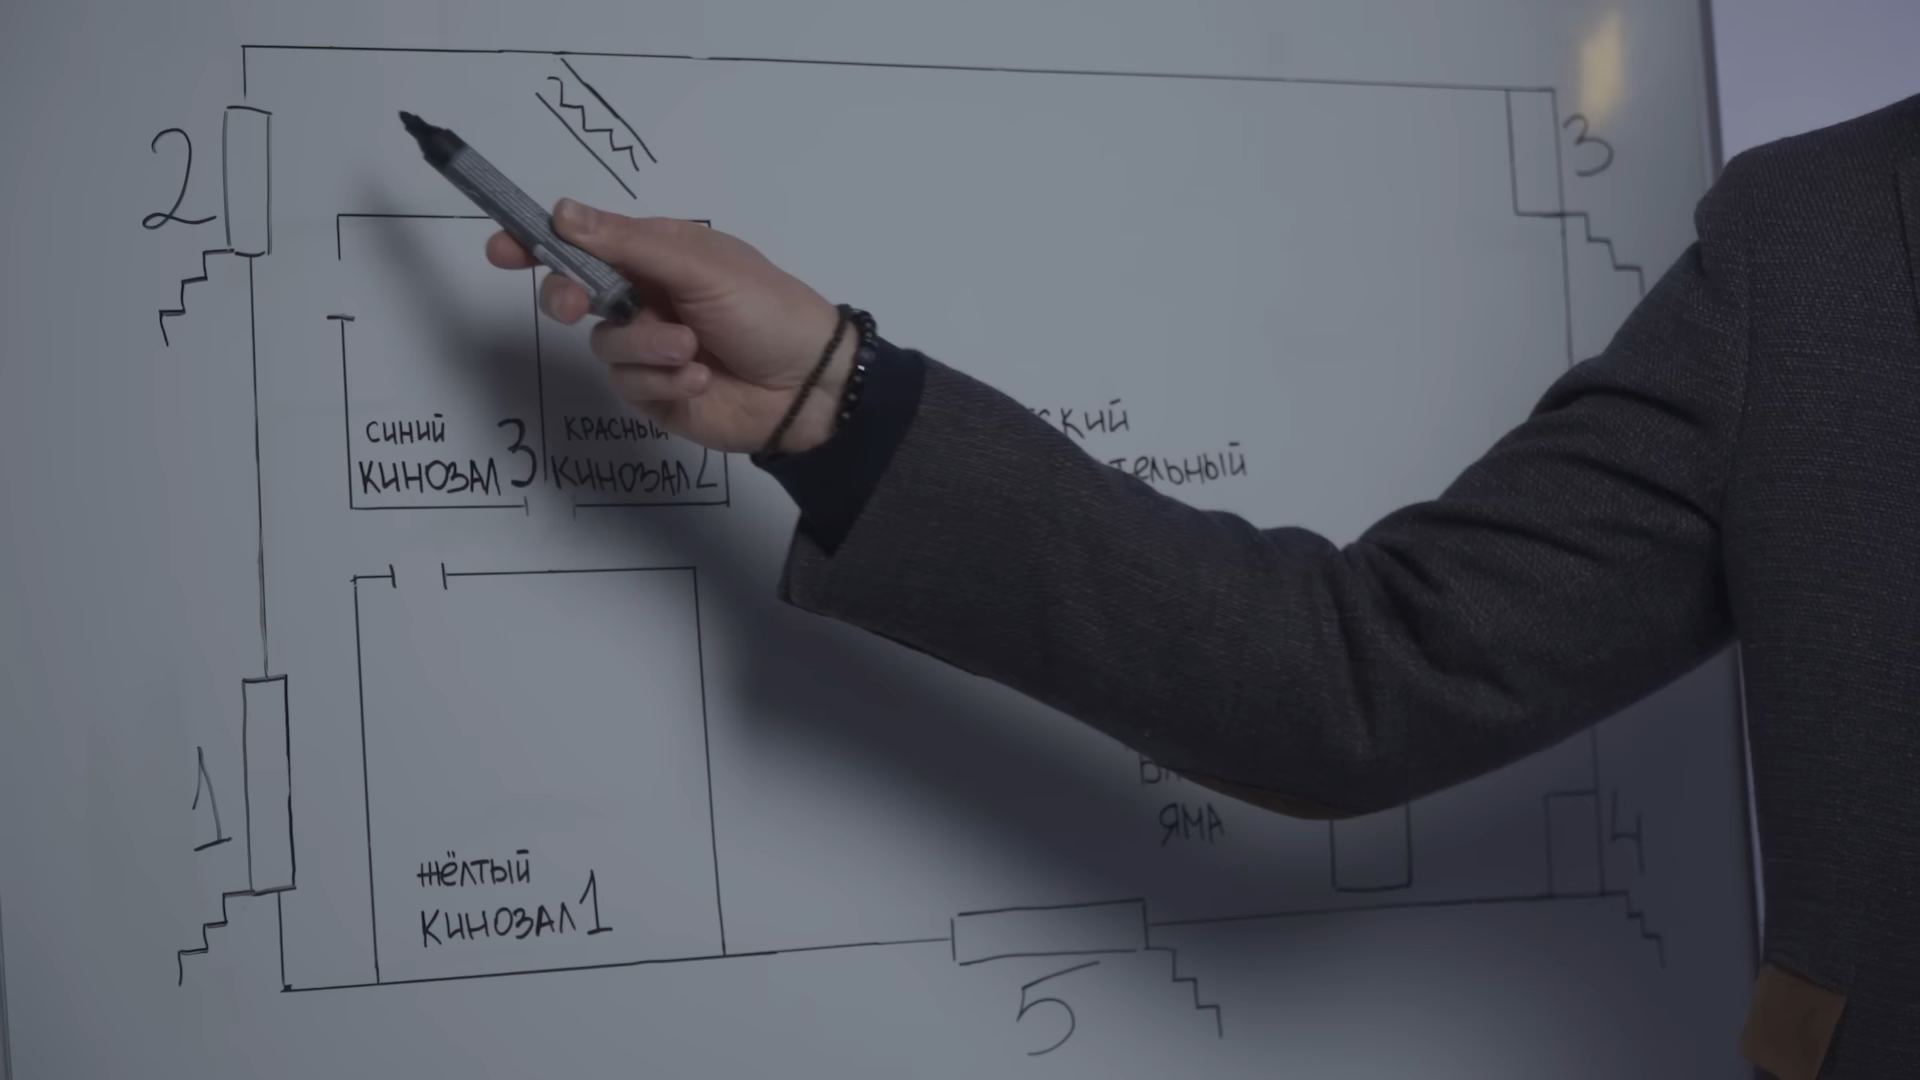 2
3
СИНИЙ
КИНОЗАЛ 3
КРАСНЫЙ
КИНОЗАЛ 2
СКИЙ
ТЕЛЬНЫЙ
1
ЖЁЛТЫЙ
КИНОЗАЛ 1
ЯМА
4
5